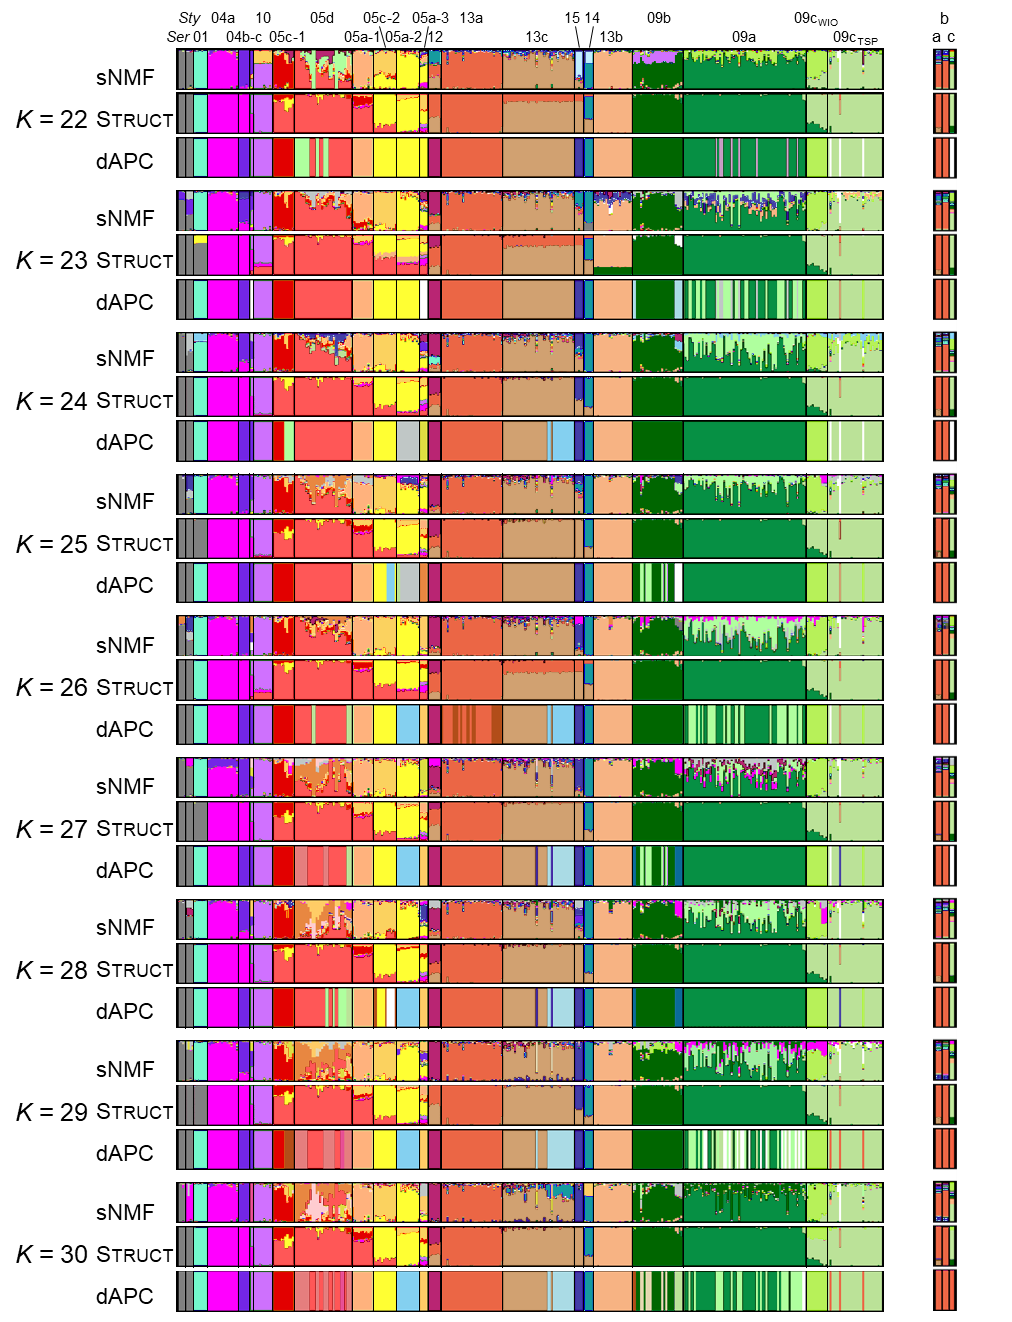 Sty 04a 10 05d 05c-2 05a-3 13a 15 14 09b 09cWIO b
Ser 01 04b-c 05c-1 05a-1 05a-2 12 13c 13b 09a 09cTSP a c
sNMF
K = 22 STRUCT
dAPC
sNMF
K = 23 STRUCT
dAPC
sNMF
K = 24 STRUCT
dAPC
sNMF
K = 25 STRUCT
dAPC
sNMF
K = 26 STRUCT
dAPC
sNMF
K = 27 STRUCT
dAPC
sNMF
K = 28 STRUCT
dAPC
sNMF
K = 29 STRUCT
dAPC
sNMF
K = 30 STRUCT
dAPC